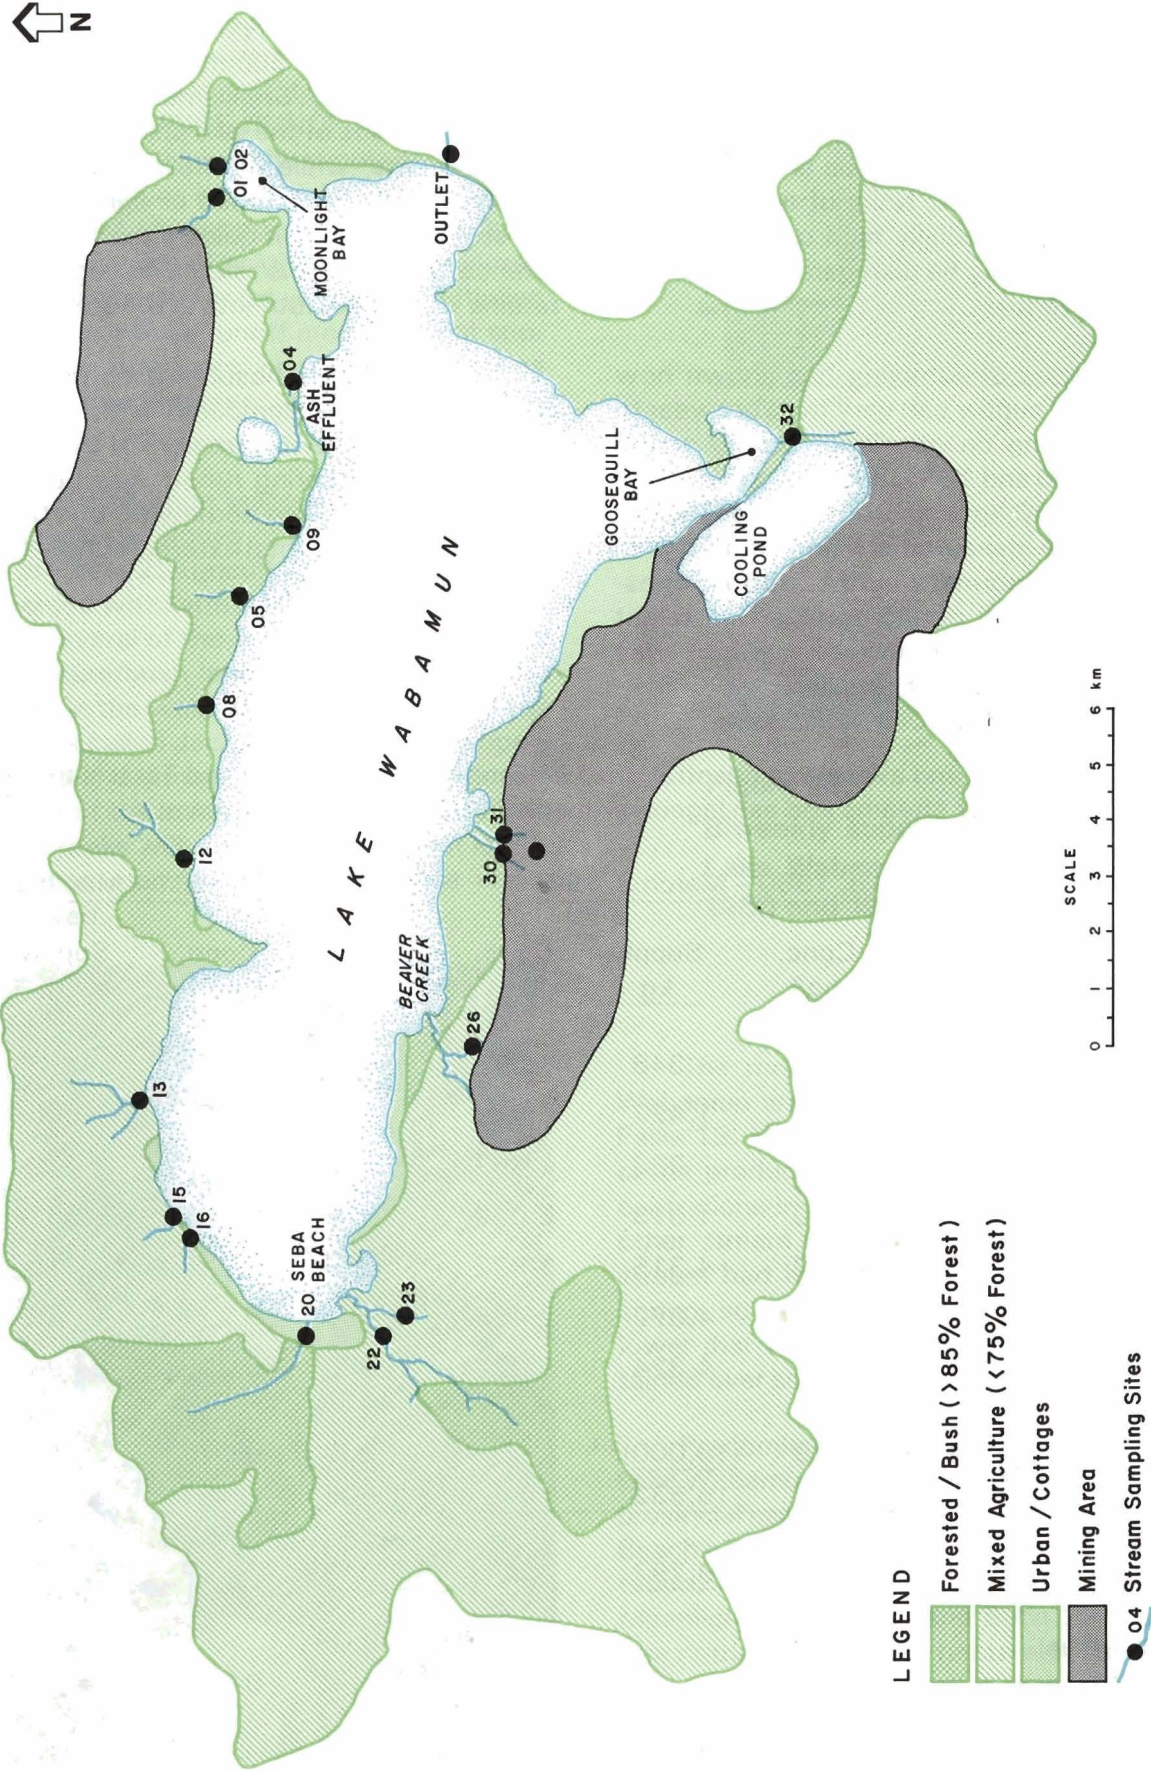 N
01
02
MOONLIGHT
BAY
OUTLET
04
ASH
EFFLUENT
09
05
08
12
13
15
16
SEBA
BEACH
20
22
23
BEAVER
CREEK
26
30
31
LAKE WABAMUN
GOOSEQUILL
BAY
COOLING
POND
32
SCALE
0 1 2 3 4 5 6 km
LEGEND
Forested / Bush (>85% Forest)
Mixed Agriculture (<75% Forest)
Urban / Cottages
Mining Area
04 Stream Sampling Sites